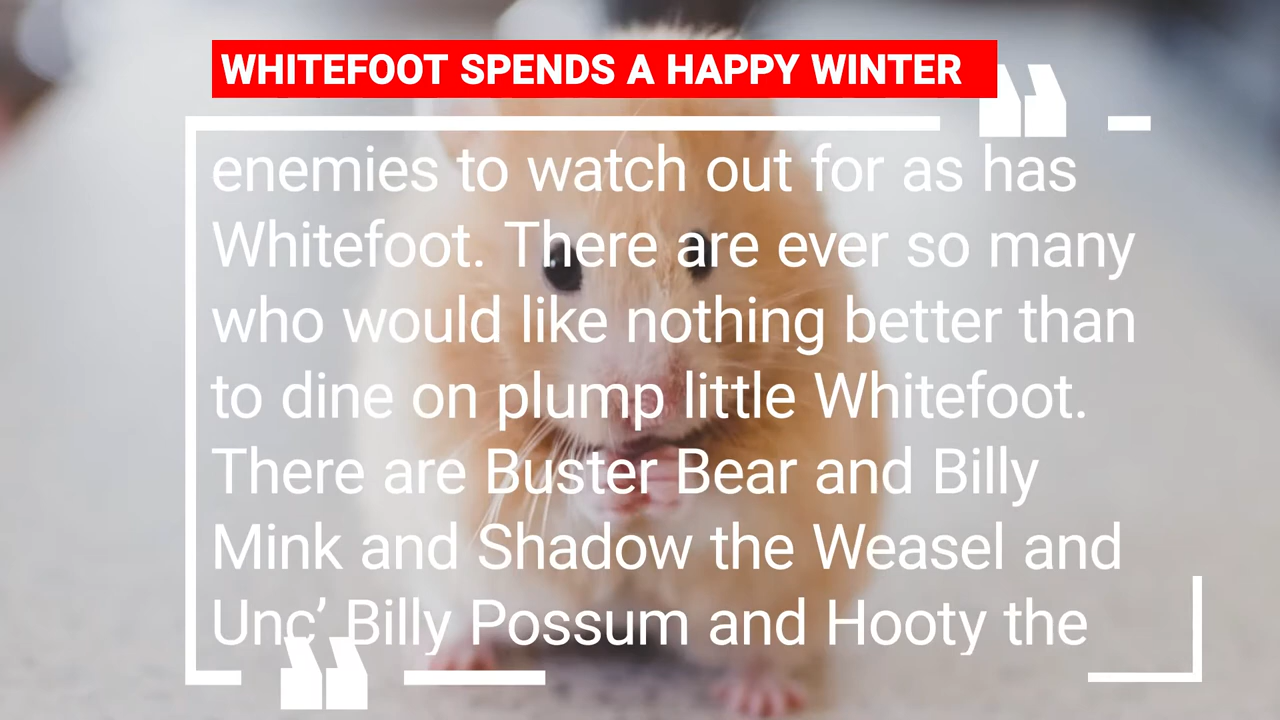 WHITEFOOT SPENDS A HAPPY WINTER
enemies to watch out for as has
Whitefoot. There are ever so many
who would like nothing better than
to dine on plump little Whitefoot.
There are Buster Bear and Billy
Mink and Shadow the Weasel and
Unc’ Billy Possum and Hooty the